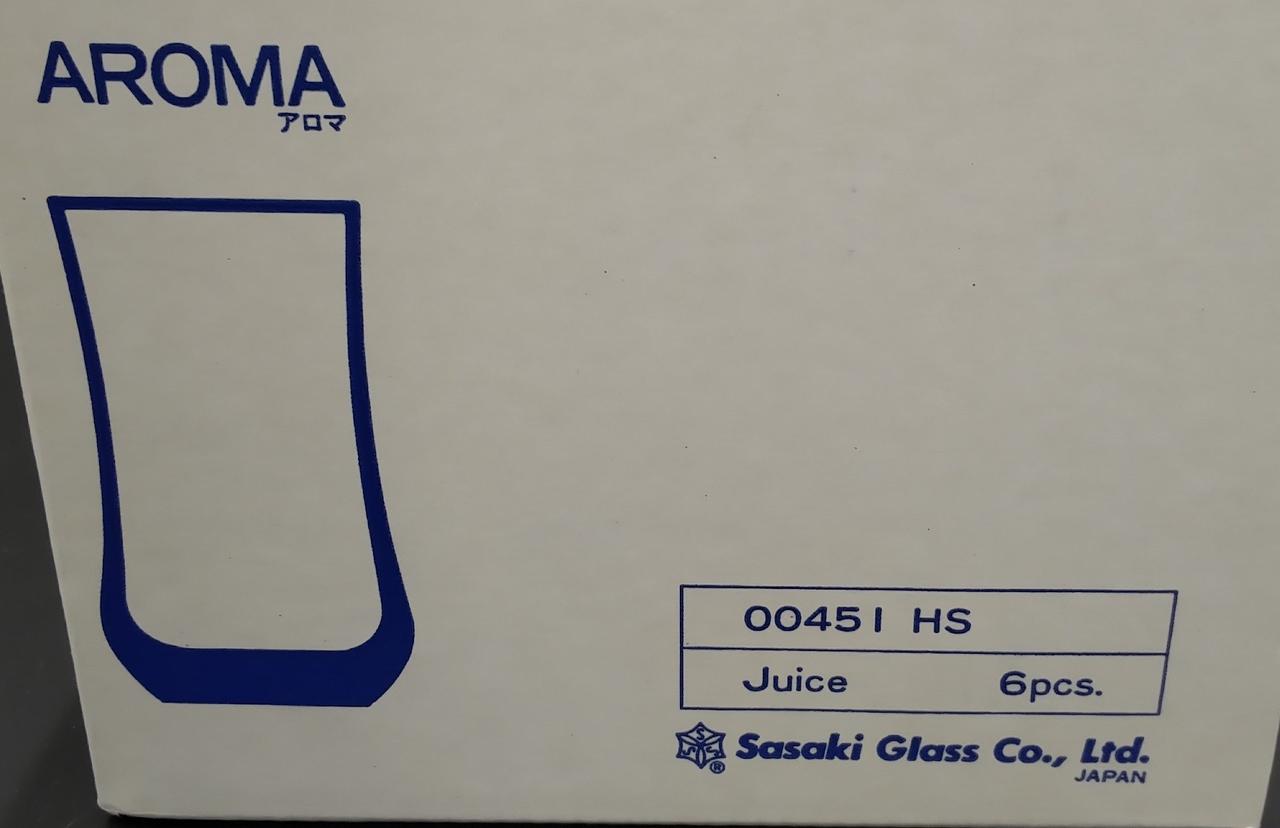 AROMA
アロマ
00451 HS
Juice 6pcs.
Sasaki Glass Co., Ltd.
JAPAN